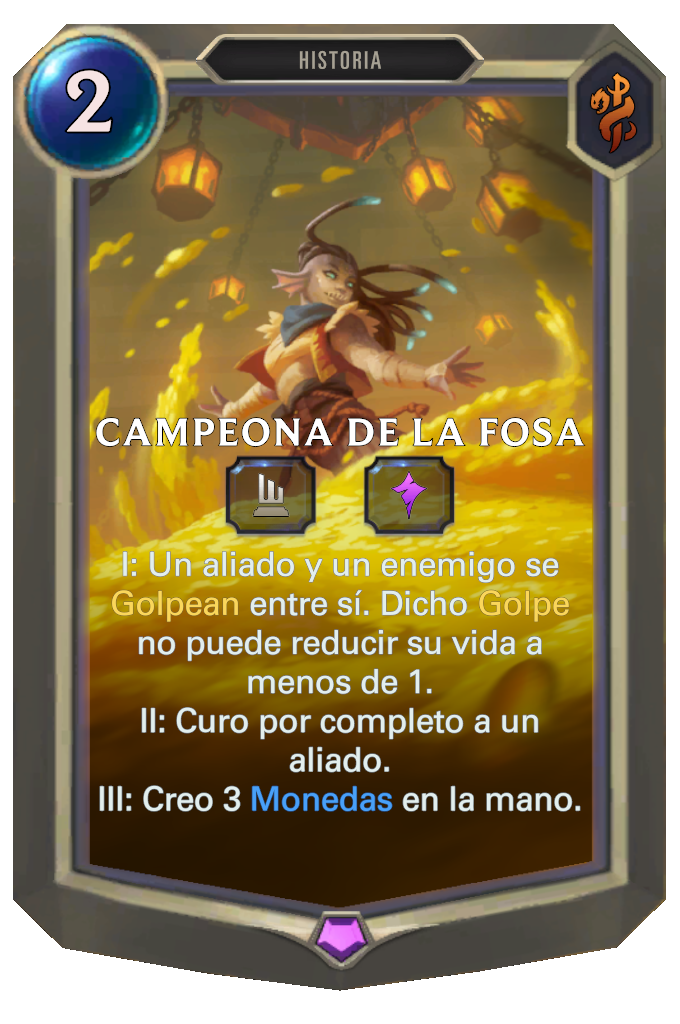 HISTORIA
2
CAMPEONA DE LA FOSA
I: Un aliado y un enemigo se
Golpean entre sí. Dicho Golpe
no puede reducir su vida a
menos de 1.
II: Curo por completo a un
aliado.
III: Creo 3 Monedas en la mano.